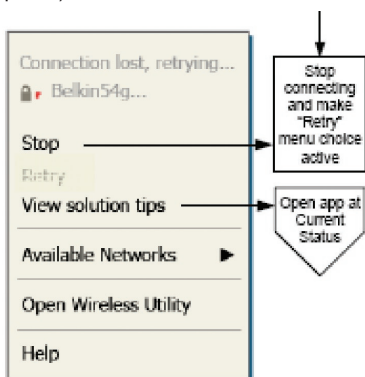 Connection lost, retrying...
Belkin54g...
Stop
Retry
View solution tips
Available Networks
Open Wireless Utility
Help
Stop
connecting
and make
"Retry"
menu choice
active
Open app at
Current
Status